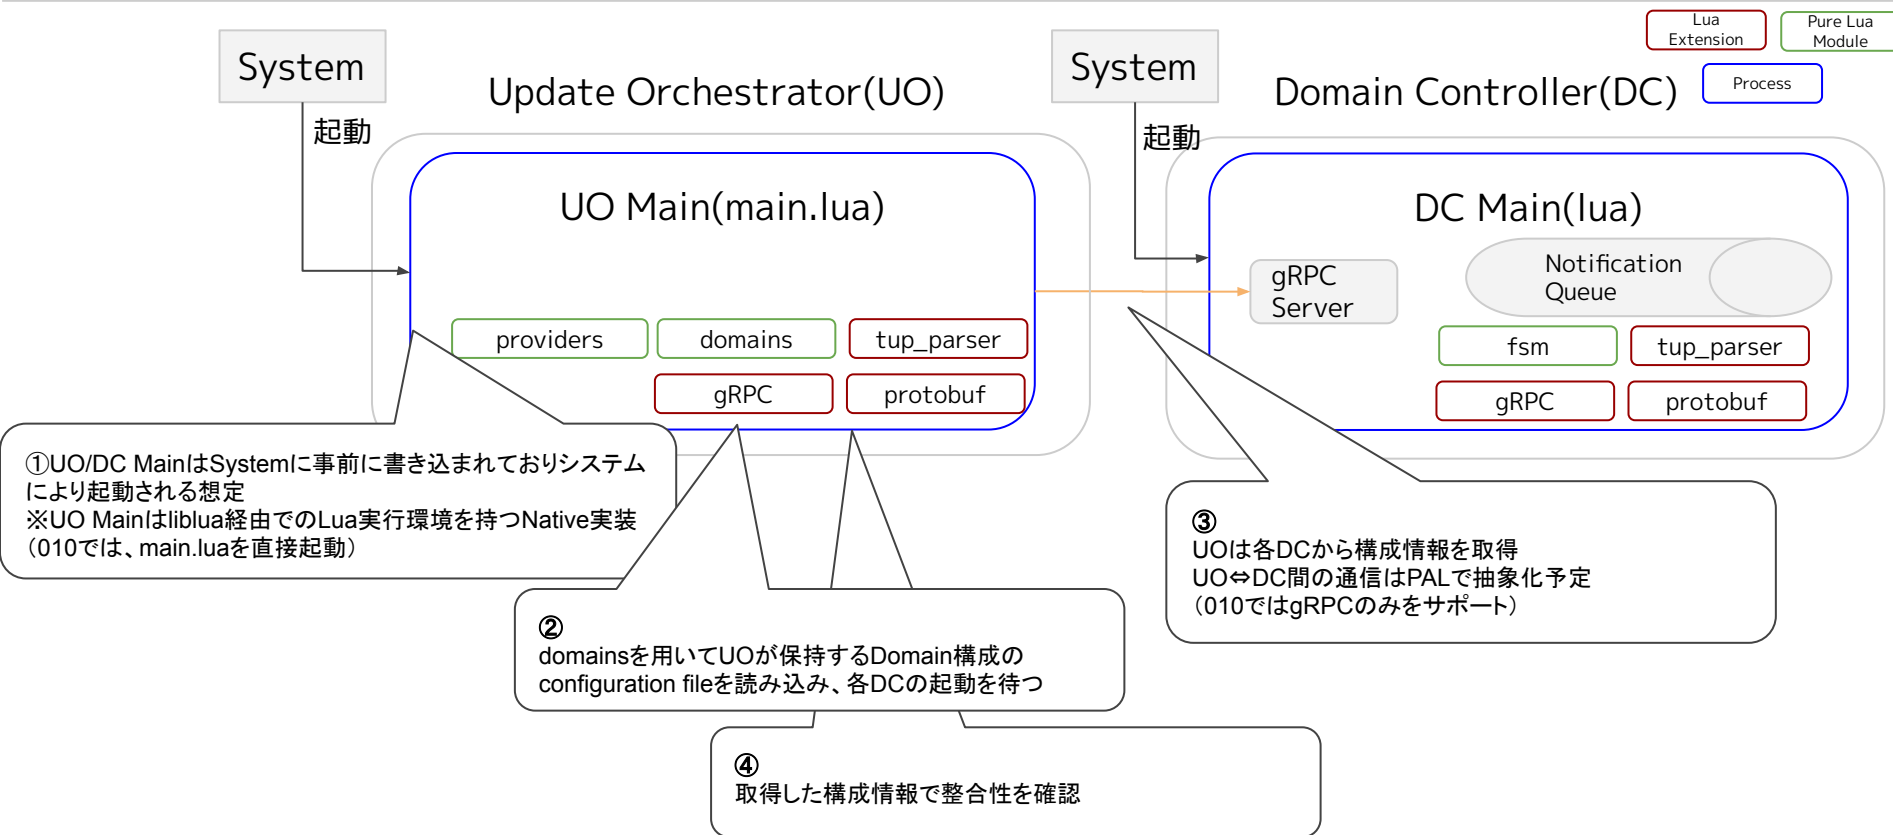 Lua
Extension
Pure Lua
Module
Process
System
起動
Update Orchestrator(UO)
System
起動
Domain Controller(DC)
UO Main(main.lua)
providers
domains
tup_parser
gRPC
protobuf
DC Main(lua)
gRPC
Server
Notification
Queue
fsm
tup_parser
gRPC
protobuf
①UO/DC MainはSystemに事前に書き込まれておりシステム
により起動される想定
※UO Mainはliblua経由でのLua実行環境を持つNative実装
（010では、main.luaを直接起動）
②
domainsを用いてUOが保持するDomain構成の
configuration fileを読み込み、各DCの起動を待つ
③
UOは各DCから構成情報を取得
UO⇔DC間の通信はPALで抽象化予定
（010ではgRPCのみをサポート）
④
取得した構成情報で整合性を確認